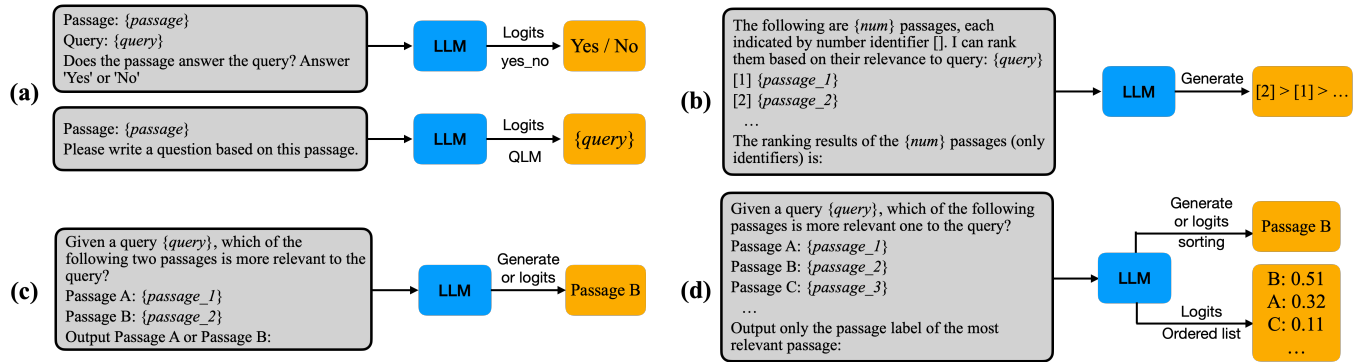 (a)
Passage: {passage}
Query: {query}
Does the passage answer the query? Answer
'Yes' or 'No'
LLM
Logits
yes_no
Yes / No
Passage: {passage}
Please write a question based on this passage.
LLM
Logits
QLM
{query}
(b)
The following are {num} passages, each
indicated by number identifier []. I can rank
them based on their relevance to query: {query}
[1] {passage_1}
[2] {passage_2}
...
The ranking results of the {num} passages (only
identifiers) is:
LLM
Generate
[2] > [1] > ...
(c)
Given a query {query}, which of the
following two passages is more relevant to the
query?
Passage A: {passage_1}
Passage B: {passage_2}
Output Passage A or Passage B:
LLM
Generate
or logits
Passage B
(d)
Given a query {query}, which of the following
passages is more relevant one to the query?
Passage A: {passage_1}
Passage B: {passage_2}
Passage C: {passage_3}
...
Output only the passage label of the most
relevant passage:
LLM
Generate
or logits
sorting
Passage B
Logits
Ordered list
B: 0.51
A: 0.32
C: 0.11
...